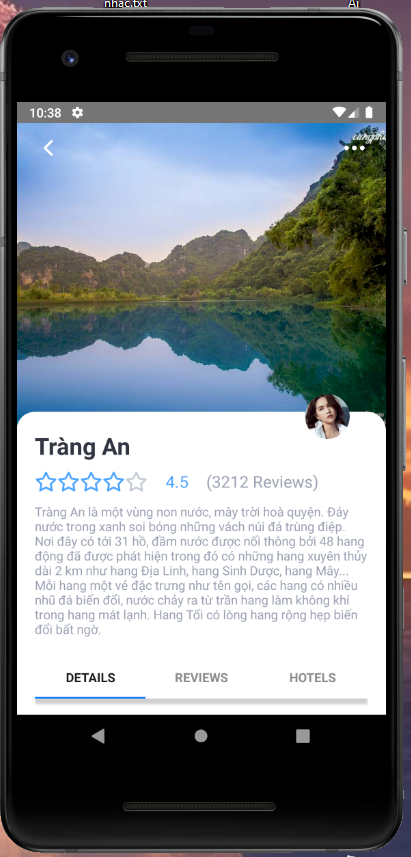 nhac.txt
10:38
Tràng An
4.5 (3212 Reviews)
Tràng An là một vùng non nước, mây trời hoà quyện. Đáy
nước trong xanh soi bóng những vách núi đá trùng điệp.
Nơi đây có tới 31 hồ, đầm nước được nối thông bởi 48 hang
động đã được phát hiện trong đó có những hang xuyên thủy
dài 2 km như hang Địa Linh, hang Sinh Dược, hang Mây...
Mỗi hang một vẻ đặc trưng như tên gọi, các hang có nhiều
nhũ đá biến đổi, nước chảy ra từ trần hang làm không khí
trong hang mát lạnh. Hang Tối có lòng hang rộng hẹp biến
đổi bất ngờ.
DETAILS REVIEWS HOTELS